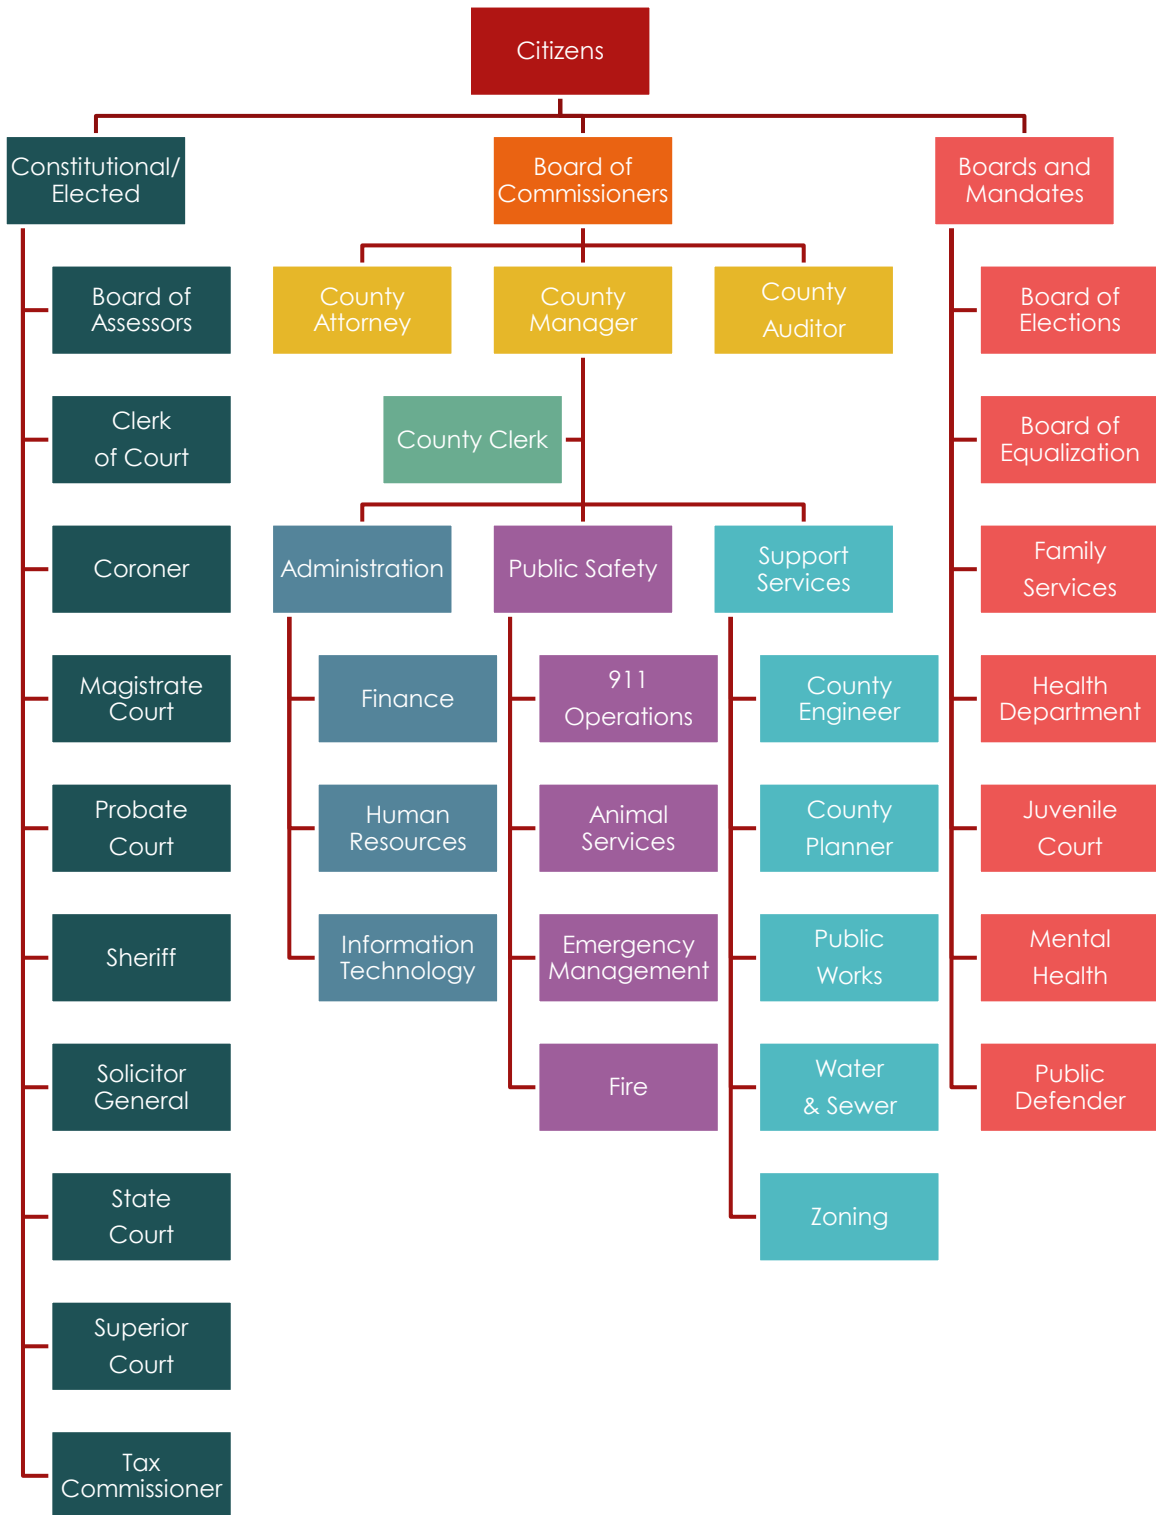 Citizens
Constitutional/
Elected
Board of
Commissioners
Boards and
Mandates
Board of
Assessors
County
Attorney
County
Manager
County
Auditor
Board of
Elections
Clerk
of Court
County Clerk
Board of
Equalization
Coroner
Administration
Public Safety
Support
Services
Family
Services
Magistrate
Court
Finance
911
Operations
County
Engineer
Health
Department
Probate
Court
Human
Resources
Animal
Services
County
Planner
Juvenile
Court
Sheriff
Information
Technology
Emergency
Management
Public
Works
Mental
Health
Solicitor
General
Fire
Water
& Sewer
Public
Defender
State
Court
Zoning
Superior
Court
Tax
Commissioner